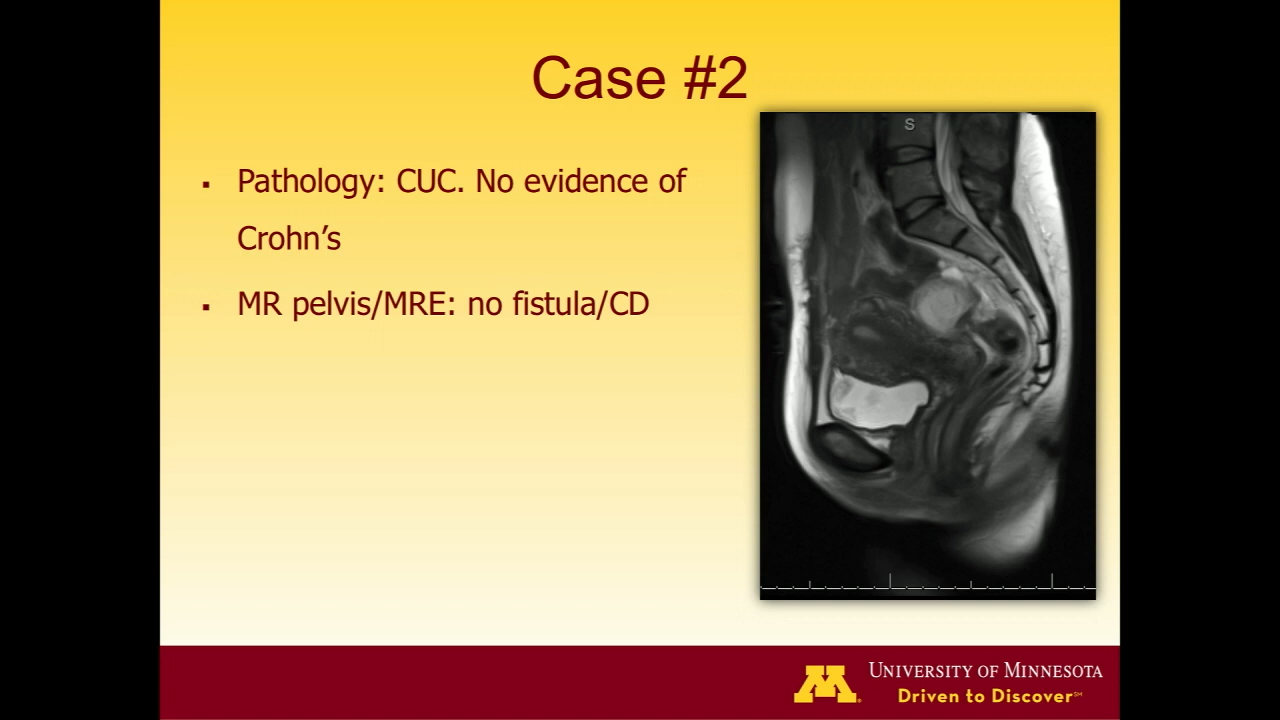 Case #2
S
▪ Pathology: CUC. No evidence of
Crohn’s
▪ MR pelvis/MRE: no fistula/CD
M
UNIVERSITY OF MINNESOTA
Driven to Discover℠